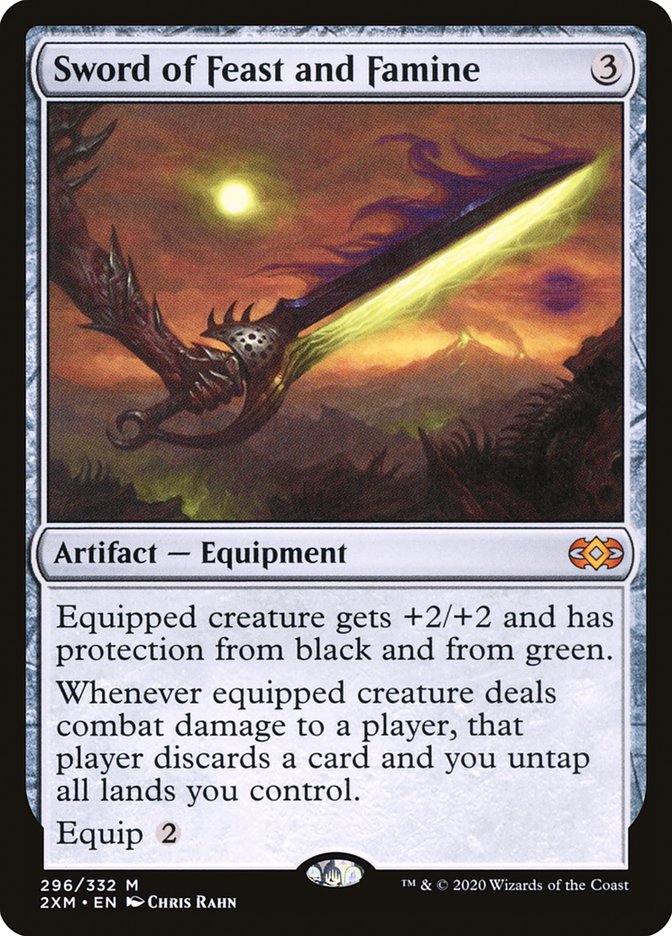 Sword of Feast and Famine 3
Artifact — Equipment
Equipped creature gets +2/+2 and has
protection from black and from green.
Whenever equipped creature deals
combat damage to a player, that
player discards a card and you untap
all lands you control.
Equip 2
296/332 M
2XM • EN Chris Rahn
™ & © 2020 Wizards of the Coast